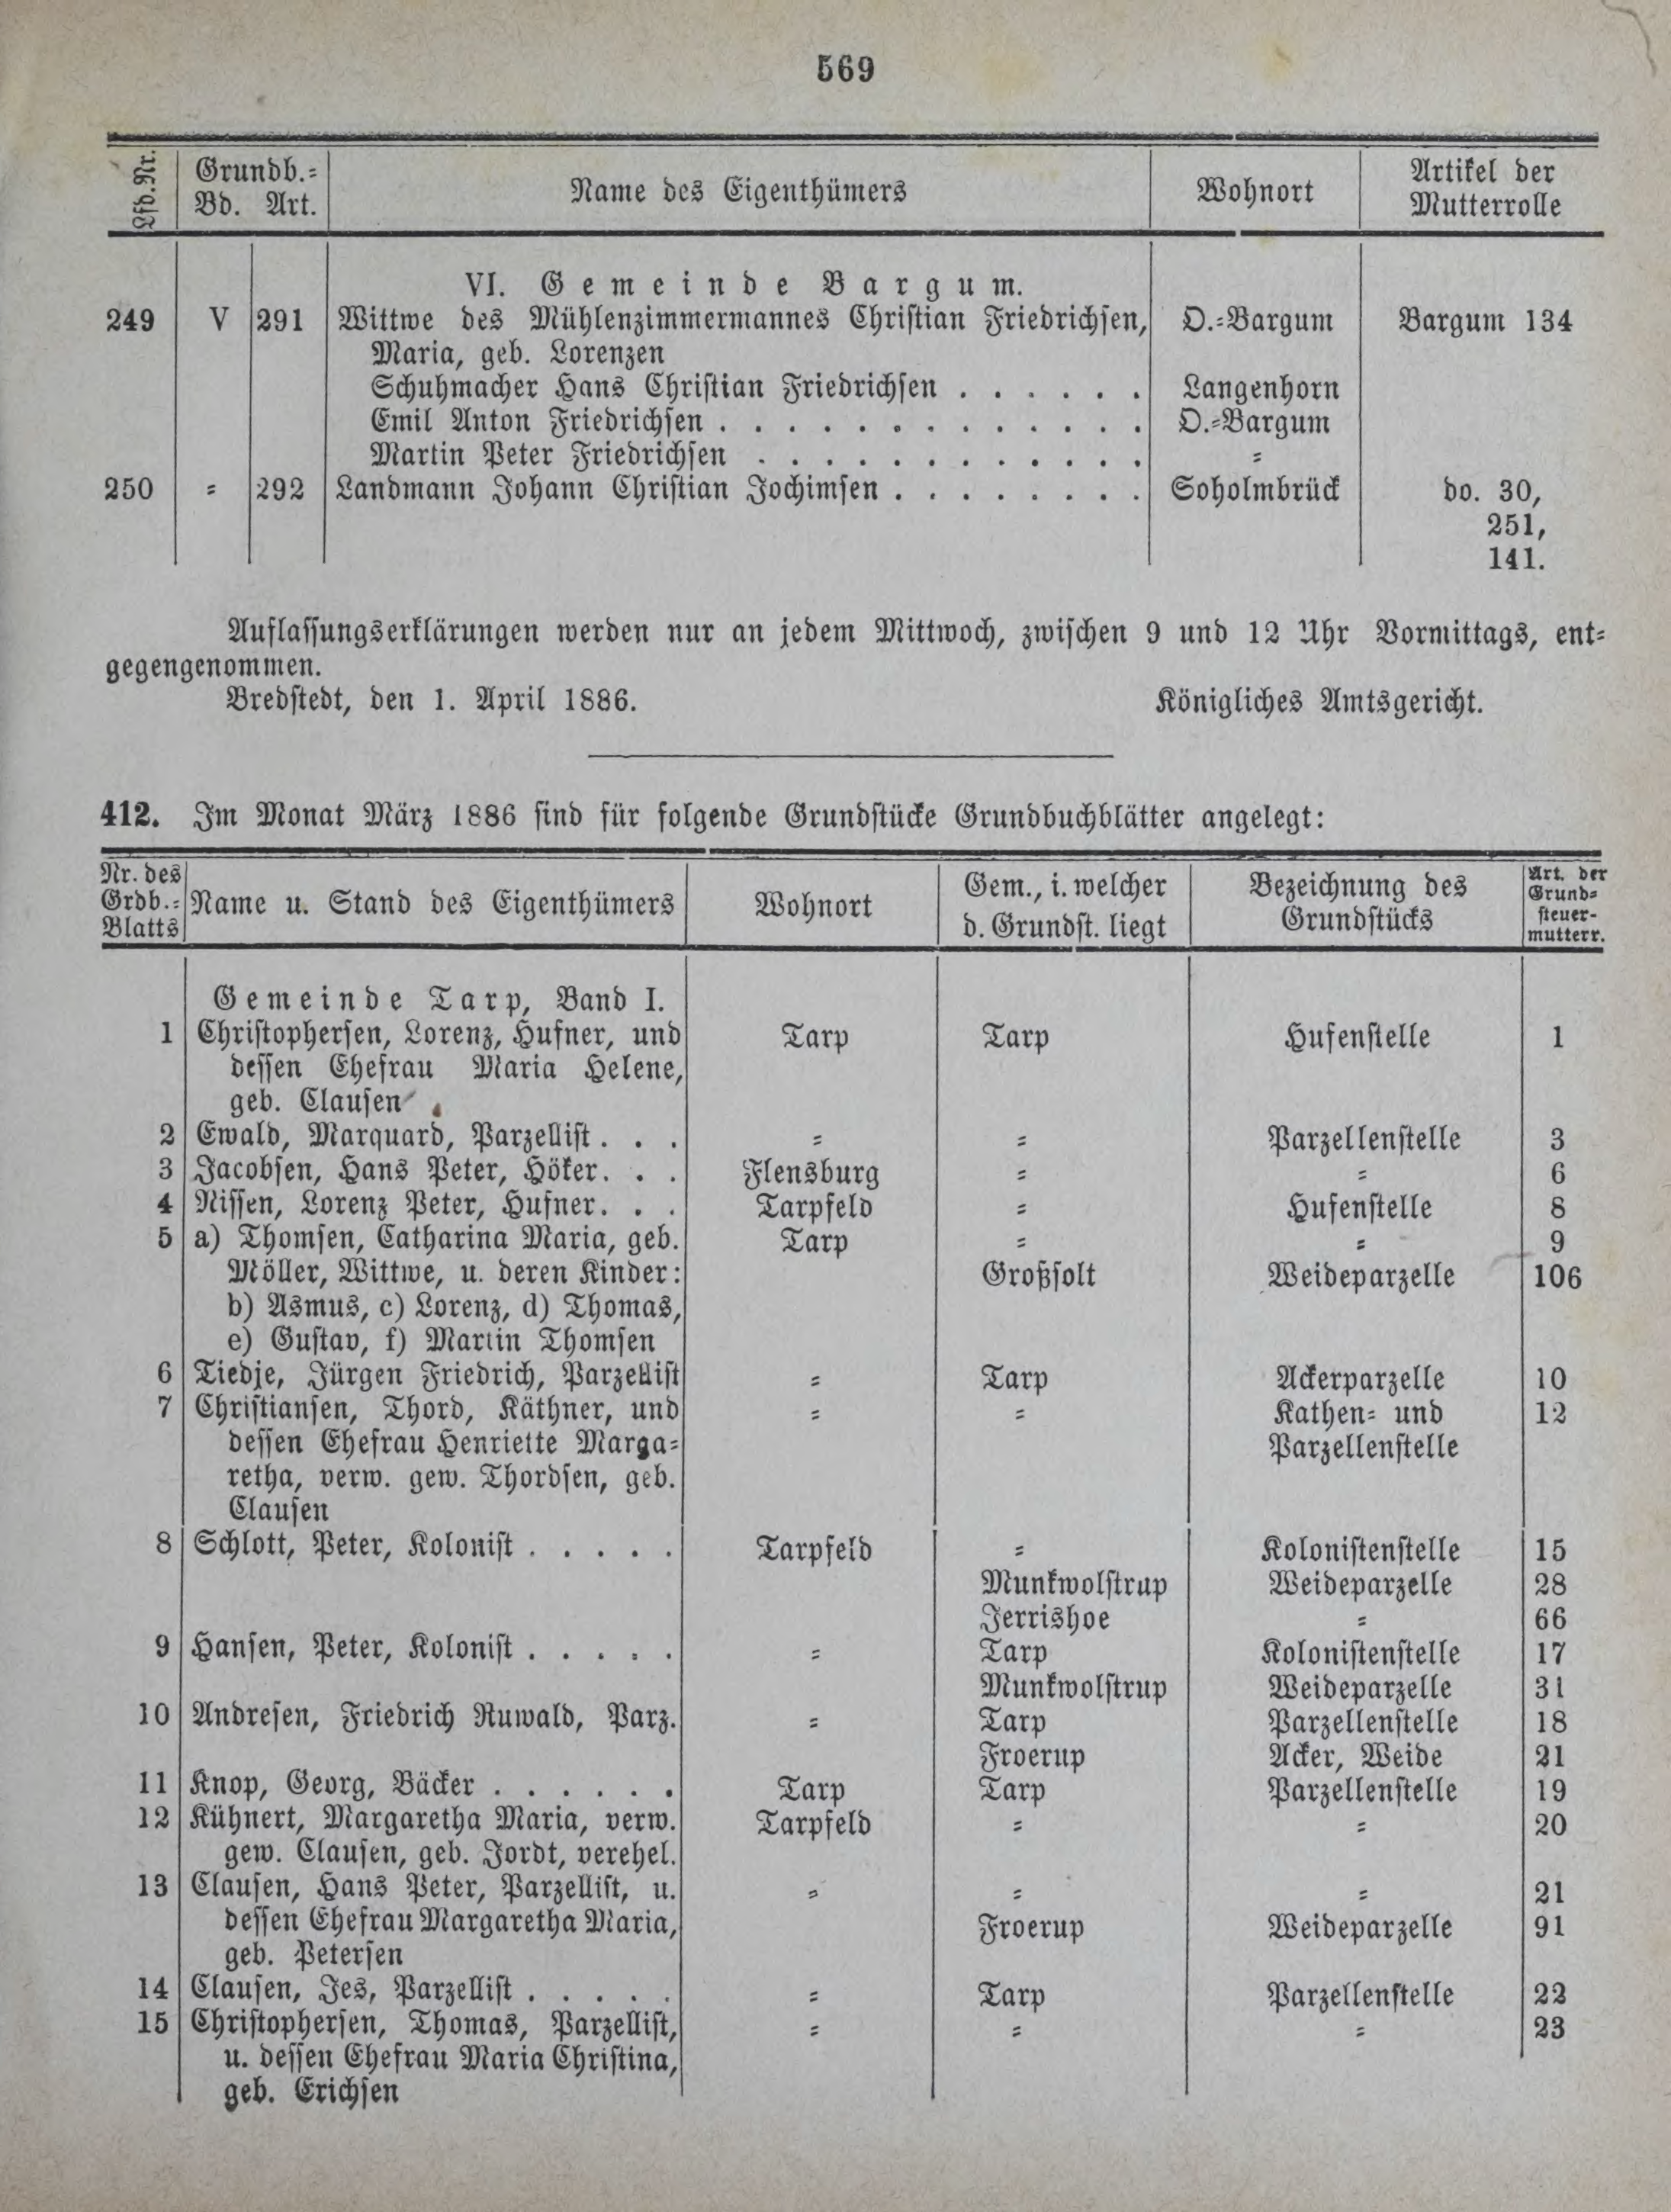 569
Lfd. Nr. Grundb.= Name des Eigenthümers Wohnort Artikel der
Bd. Art. Mutterrolle
VI. Gemeinde Bargum.
249 V 291 Wittwe des Mühlenzimmermannes Christian Friedrichsen, O.=Bargum Bargum 134
Maria, geb. Lorenzen
Schuhmacher Hans Christian Friedrichsen . . . . . . Langenhorn
Emil Anton Friedrichsen . . . . . . . . . . . . . O.=Bargum
Martin Peter Friedrichsen . . . . . . . . . . . . =
250 = 292 Landmann Johann Christian Jochimsen . . . . . . . . Soholmbrück do. 30,
251,
141.
Auflassungserklärungen werden nur an jedem Mittwoch, zwischen 9 und 12 Uhr Vormittags, ent=
gegengenommen.
Bredstedt, den 1. April 1886. Königliches Amtsgericht.
412. Im Monat März 1886 sind für folgende Grundstücke Grundbuchblätter angelegt:
Nr. des Grdb.= Blatts Name u. Stand des Eigenthümers Wohnort Gem., i. welcher d. Grundst. liegt Bezeichnung des Grundstücks Art. der Grund= steuer- mutterr.
Gemeinde Tarp, Band I.
1 Christophersen, Lorenz, Hufner, und Tarp Tarp Hufenstelle 1
dessen Ehefrau Maria Helene,
geb. Clausen
2 Ewald, Marquard, Parzellist . . . = = Parzellenstelle 3
3 Jacobsen, Hans Peter, Höker . . . Flensburg = = 6
4 Nissen, Lorenz Peter, Hufner . . . Tarpfeld = Hufenstelle 8
5 a) Thomsen, Catharina Maria, geb. Tarp = = 9
Möller, Wittwe, u. deren Kinder: Großsolt Weideparzelle 106
b) Asmus, c) Lorenz, d) Thomas,
e) Gustav, f) Martin Thomsen
6 Tiedje, Jürgen Friedrich, Parzellist = Tarp Ackerparzelle 10
7 Christiansen, Thord, Käthner, und = = Kathen= und 12
dessen Ehefrau Henriette Marga= Parzellenstelle
retha, verw. gew. Thordsen, geb.
Clausen
8 Schlott, Peter, Kolonist . . . . . Tarpfeld = Kolonistenstelle 15
Munkwolstrup Weideparzelle 28
Jerrishoe = 66
9 Hansen, Peter, Kolonist . . . . . = Tarp Kolonistenstelle 17
Munkwolstrup Weideparzelle 31
10 Andresen, Friedrich Ruwald, Parz. = Tarp Parzellenstelle 18
Froerup Acker, Weide 21
11 Knop, Georg, Bäcker . . . . . . Tarp Tarp Parzellenstelle 19
12 Kühnert, Margaretha Maria, verw. Tarpfeld = = 20
gew. Clausen, geb. Jordt, verehel.
13 Clausen, Hans Peter, Parzellist, u. = = = 21
dessen Ehefrau Margaretha Maria, Froerup Weideparzelle 91
geb. Petersen
14 Clausen, Jes, Parzellist . . . . . = Tarp Parzellenstelle 22
15 Christophersen, Thomas, Parzellist, = = = 23
u. dessen Ehefrau Maria Christina,
geb. Erichsen